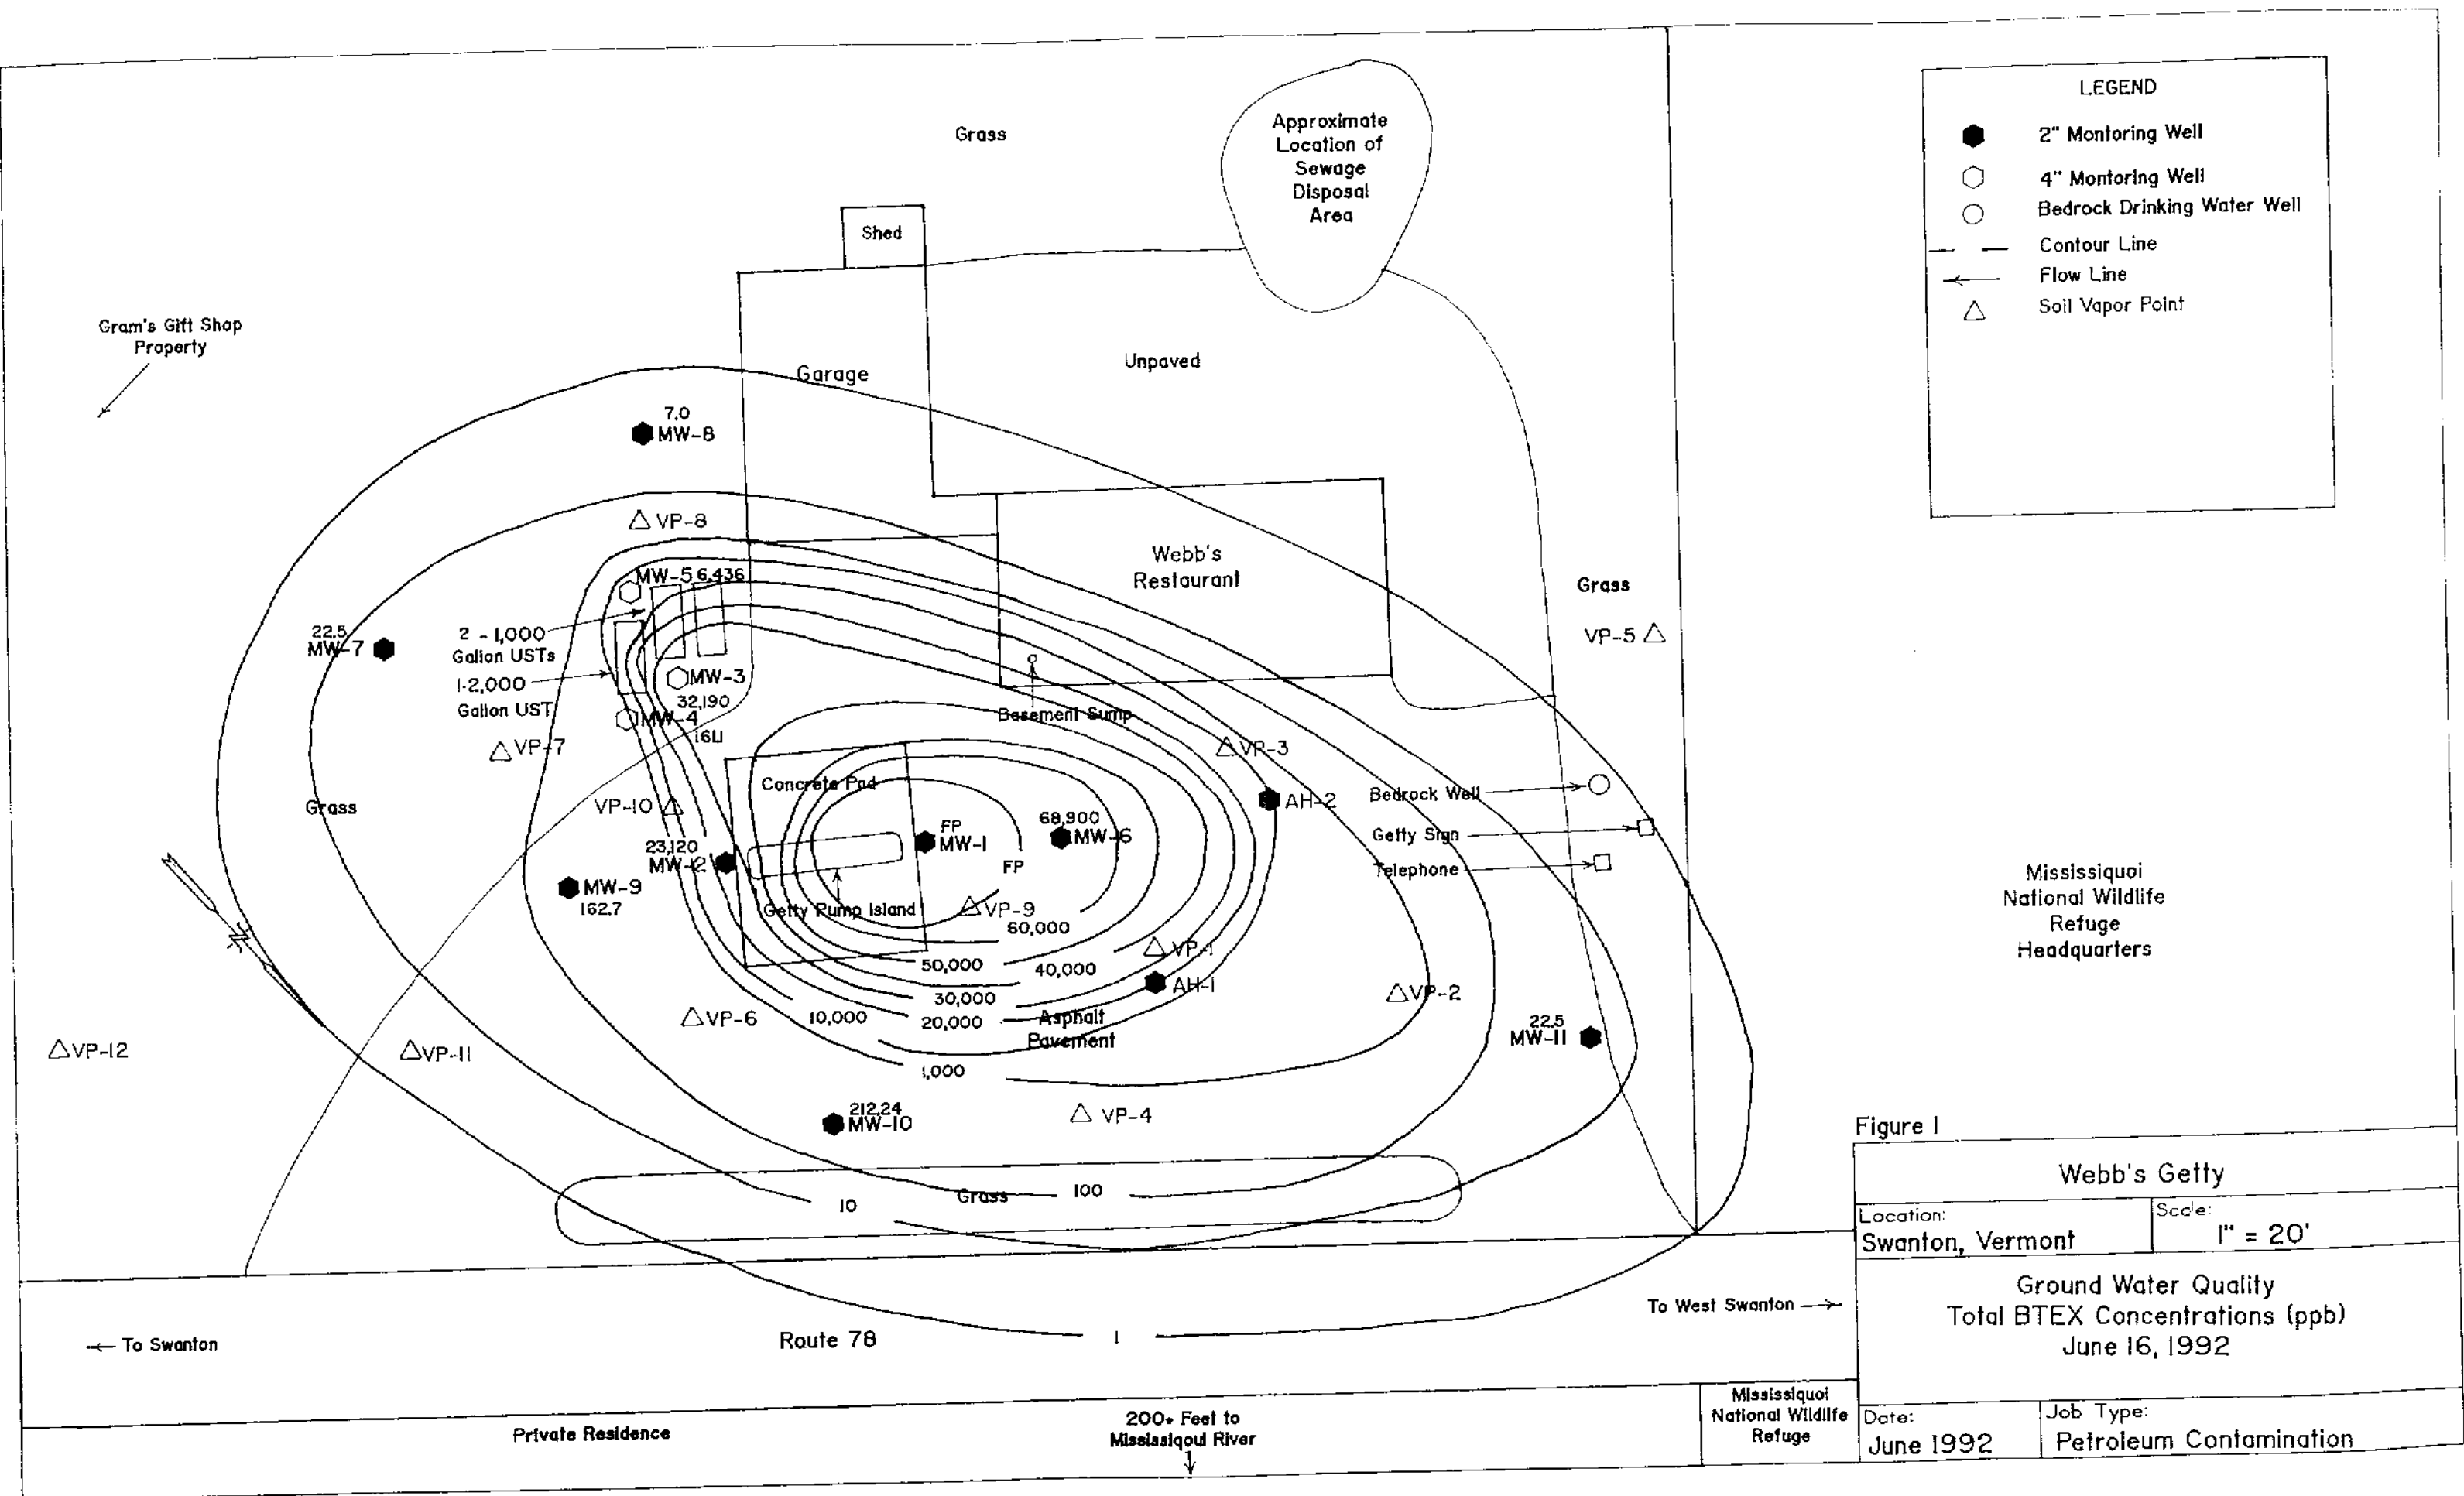 Grass
Approximate
Location of
Sewage
Disposal
Area
Shed
LEGEND
2" Montoring Well
4" Montoring Well
Bedrock Drinking Water Well
Contour Line
Flow Line
Soil Vapor Point
Gram's Gift Shop
Property
Garage
Unpaved
7.0
MW-8
VP-8
Webb's
Restaurant
Grass
VP-5
MW-5 6,436
2 - 1,000
Gallon USTs
1-2,000
Gallon UST
22.5
MW-7
MW-3
32,190
MW-4
VP-7
Basement Sump
VP-3
Concrete Pad
Grass
VP-10
Bedrock Well
AH-2
Getty Sign
Telephone
FP
MW-1
68,900
MW-6
FP
23,120
MW-2
MW-9
162.7
Getty Pump Island
VP-9
60,000
VP-1
50,000
40,000
AH-1
30,000
VP-2
VP-6
10,000
20,000
Asphalt
Pavement
1,000
22.5
MW-11
VP-12
VP-11
212.24
MW-10
VP-4
Grass
100
10
1
Mississiquoi
National Wildlife
Refuge
Headquarters
To West Swanton
To Swanton
Route 78
Private Residence
200+ Feet to
Mississiqoui River
Mississiquoi
National Wildlife
Refuge
Figure 1
Webb's Getty
Location:
Swanton, Vermont
Scale:
1" = 20'
Ground Water Quality
Total BTEX Concentrations (ppb)
June 16, 1992
Date:
June 1992
Job Type:
Petroleum Contamination